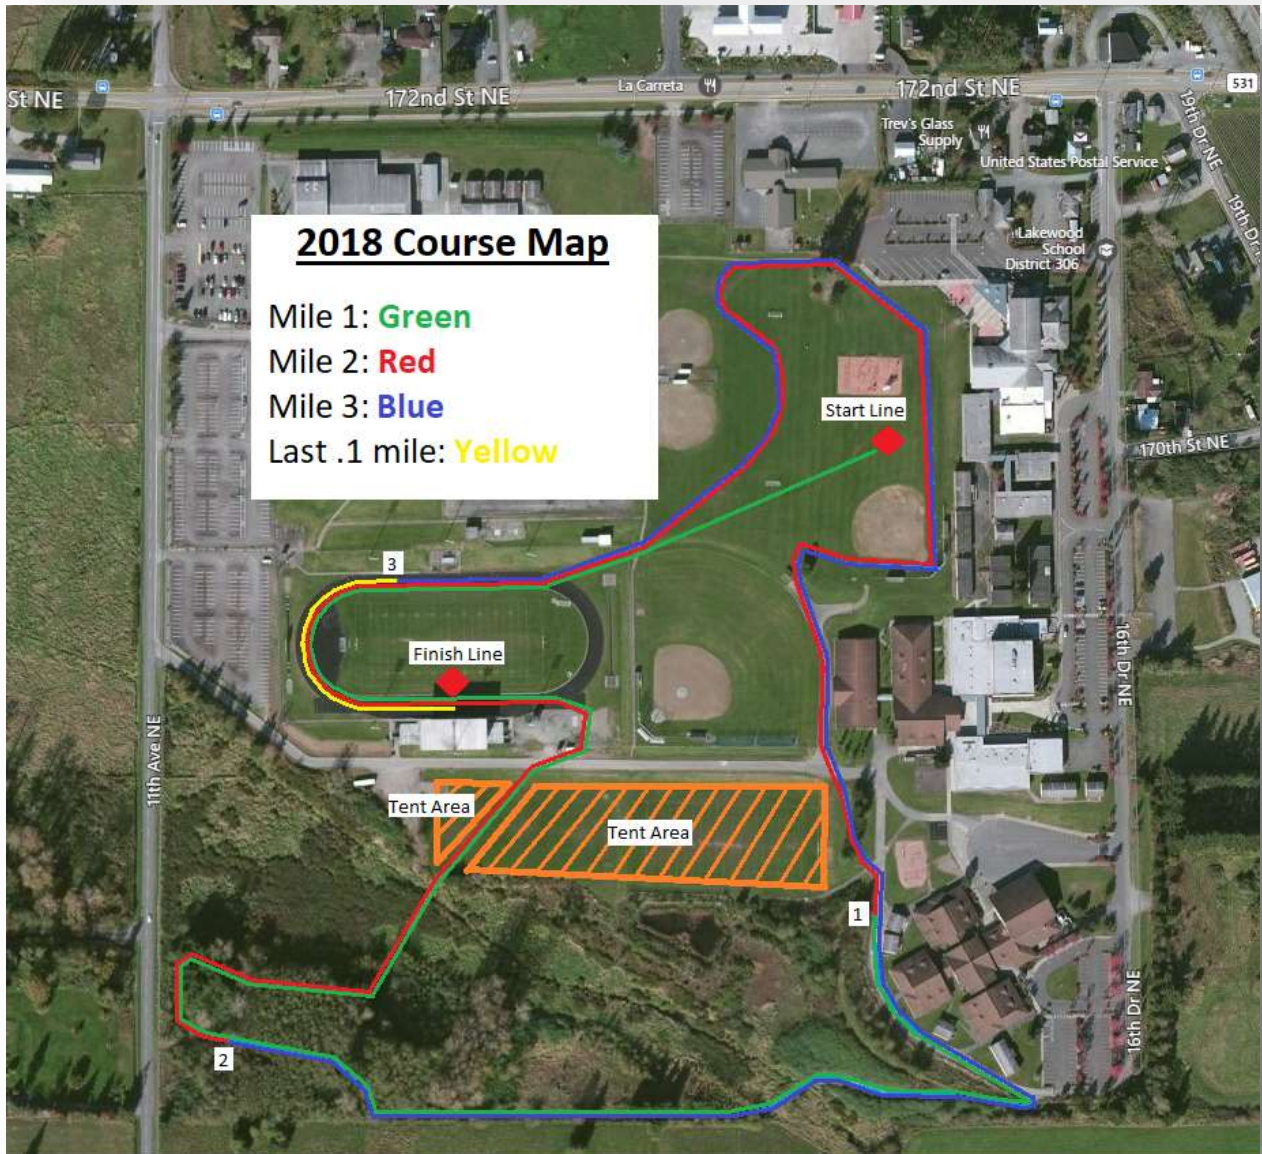 St NE
172nd St NE
La Carreta
172nd St NE
531
19th Dr NE
Trev's Glass
Supply
United States Postal Service
19th Dr
Lakewood
School
District 306
2018 Course Map
Mile 1: Green
Mile 2: Red
Mile 3: Blue
Last .1 mile: Yellow
Start Line
170th St NE
3
Finish Line
16th Dr NE
11th Ave NE
Tent Area
Tent Area
1
16th Dr NE
2